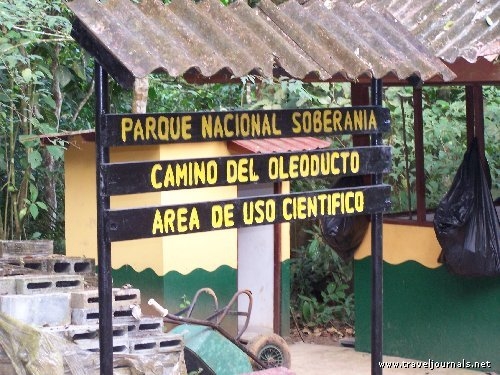 PARQUE NACIONAL SOBERANIA
CAMINO DEL OLEODUCTO
AREA DE USO CIENTIFICO
www.traveljournals.net